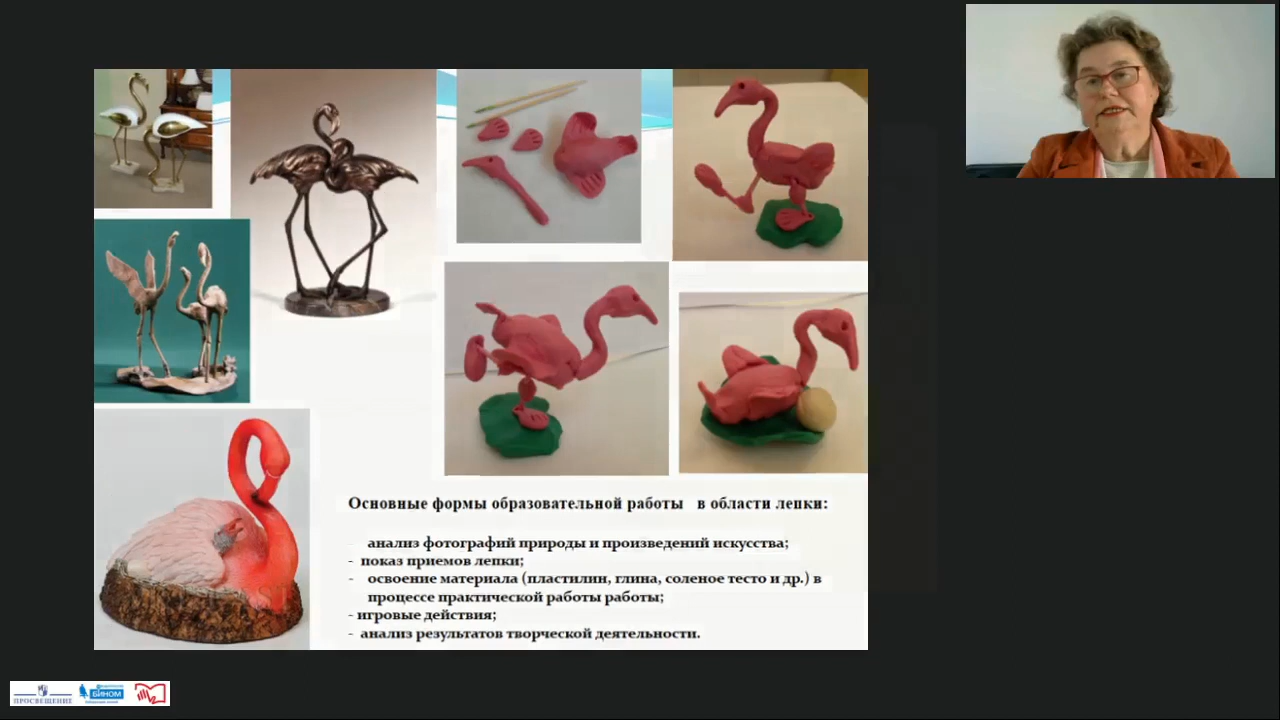 Основные формы образовательной работы в области лепки:
анализ фотографий природы и произведений искусства;
- показ приемов лепки;
- освоение материала (пластилин, глина, соленое тесто и др.) в
процессе практической работы работы;
- игровые действия;
- анализ результатов творческой деятельности.
ПРОСВЕЩЕНИЕ
БИНОМ